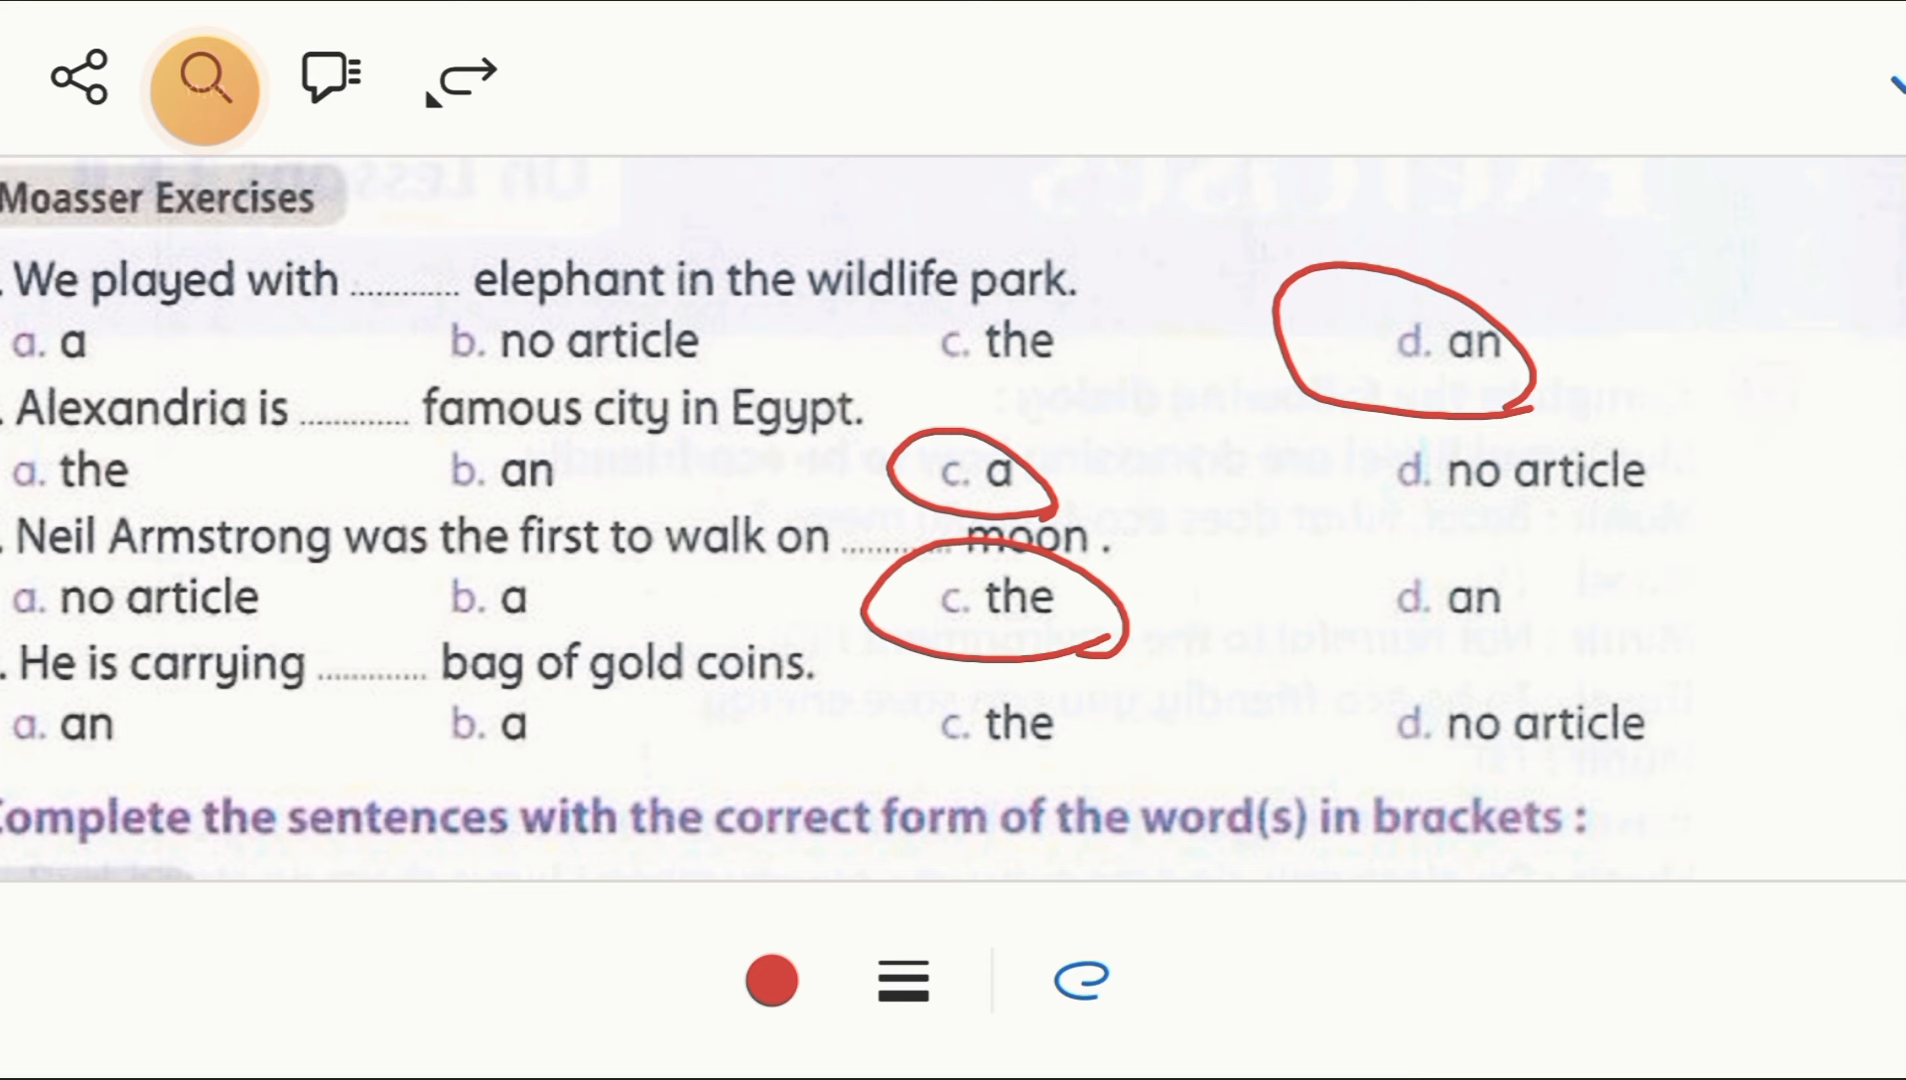 Moasser Exercises
. We played with ............ elephant in the wildlife park.
a. a b. no article c. the d. an
. Alexandria is ............ famous city in Egypt.
a. the b. an c. a d. no article
. Neil Armstrong was the first to walk on ............ moon .
a. no article b. a c. the d. an
. He is carrying ............ bag of gold coins.
a. an b. a c. the d. no article
Complete the sentences with the correct form of the word(s) in brackets :